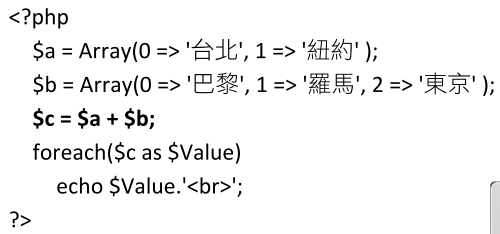 <?php
$a = Array(0 => '台北', 1 => '紐約' );
$b = Array(0 => '巴黎', 1 => '羅馬', 2 => '東京' );
$c = $a + $b;
foreach($c as $Value)
echo $Value.'<br>';
?>